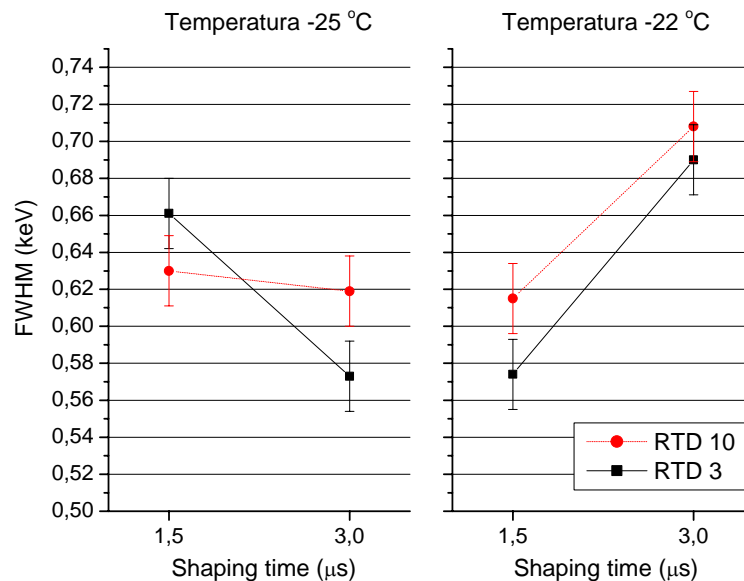 Temperatura -25 °C
Temperatura -22 °C
FWHM (keV)
0,74
0,72
0,70
0,68
0,66
0,64
0,62
0,60
0,58
0,56
0,54
0,52
0,50
1,5
3,0
1,5
3,0
Shaping time (μs)
Shaping time (μs)
RTD 10
RTD 3